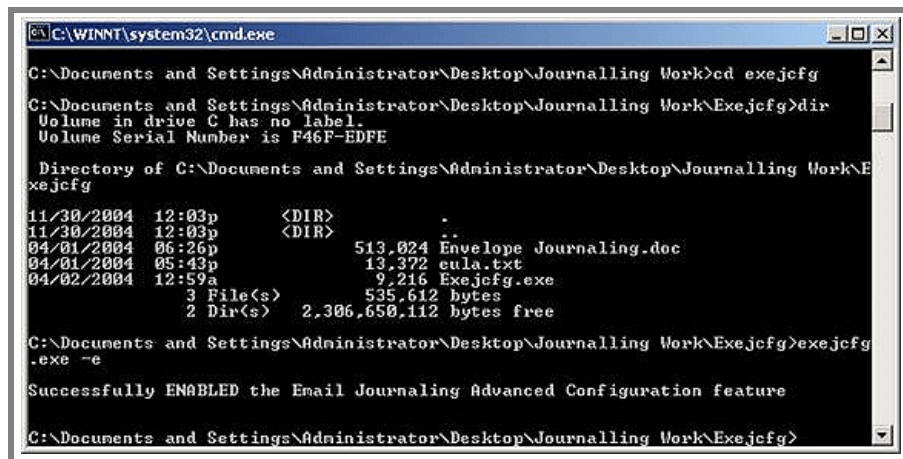 C:\WINNT\system32\cmd.exe
C:\Documents and Settings\Administrator\Desktop\Journalling Work>cd exejcfg
C:\Documents and Settings\Administrator\Desktop\Journalling Work\Exejcfg>dir
Volume in drive C has no label.
Volume Serial Number is F46F-EDFE
Directory of C:\Documents and Settings\Administrator\Desktop\Journalling Work\E
xejcfg
11/30/2004 12:03p <DIR> .
11/30/2004 12:03p <DIR> ..
04/01/2004 06:26p 513,024 Envelope Journaling.doc
04/01/2004 05:43p 13,372 eula.txt
04/02/2004 12:59a 9,216 Exejcfg.exe
3 File(s) 535,612 bytes
2 Dir(s) 2,306,650,112 bytes free
C:\Documents and Settings\Administrator\Desktop\Journalling Work\Exejcfg>exejcfg
.exe -e
Successfully ENABLED the Email Journaling Advanced Configuration feature
C:\Documents and Settings\Administrator\Desktop\Journalling Work\Exejcfg>